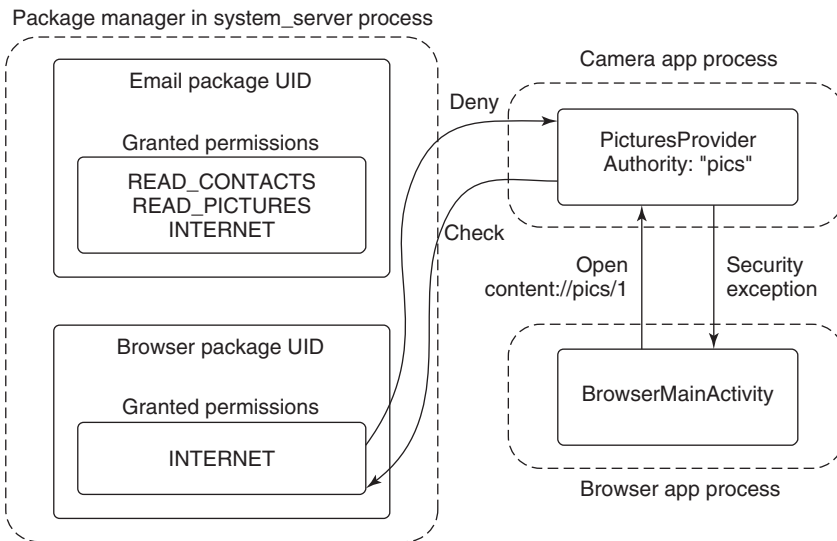 Package manager in system_server process
Email package UID
Granted permissions
READ_CONTACTS
READ_PICTURES
INTERNET
Browser package UID
Granted permissions
INTERNET
Deny
Check
Camera app process
PicturesProvider
Authority: "pics"
Open
content://pics/1
Security
exception
BrowserMainActivity
Browser app process